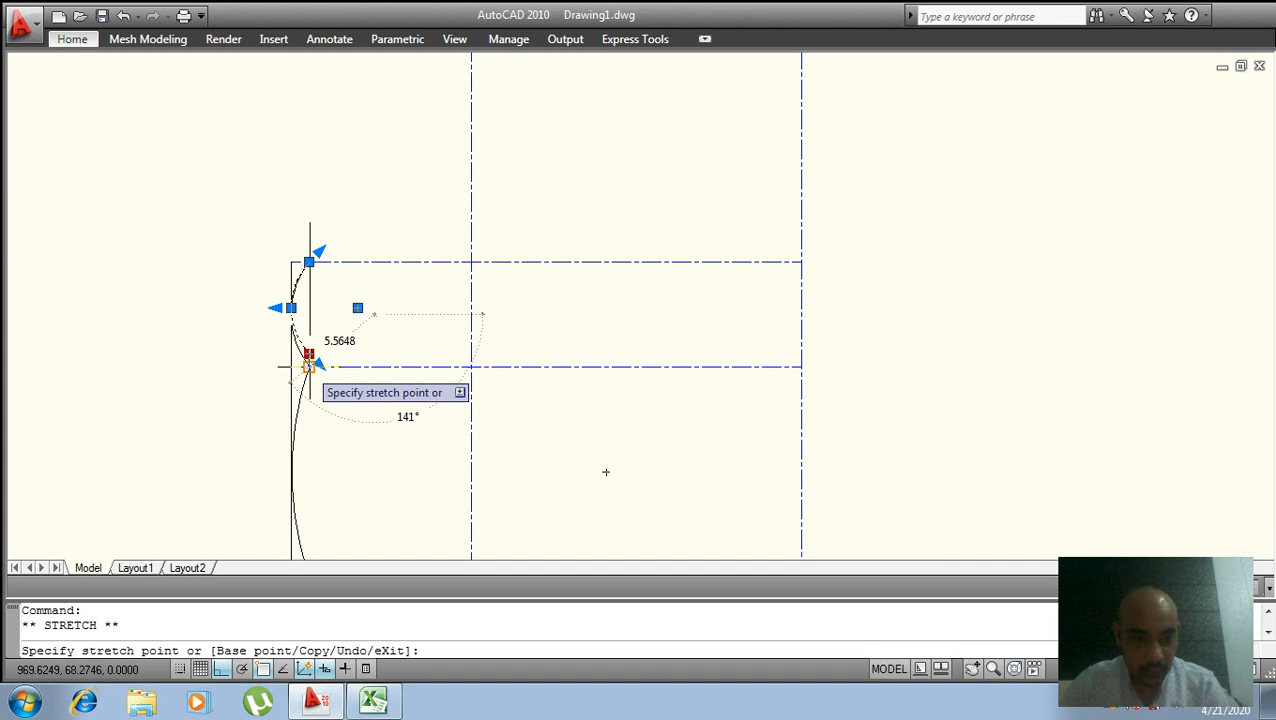 AutoCAD 2010 Drawing1.dwg
Type a keyword or phrase
Home Mesh Modeling Render Insert Annotate Parametric View Manage Output Express Tools
5.5648
Specify stretch point or
141°
Model Layout1 Layout2
Command:
** STRETCH **
Specify stretch point or [Base point/Copy/Undo/eXit]:
969.6249, 68.2746, 0.0000
MODEL
4/21/2020